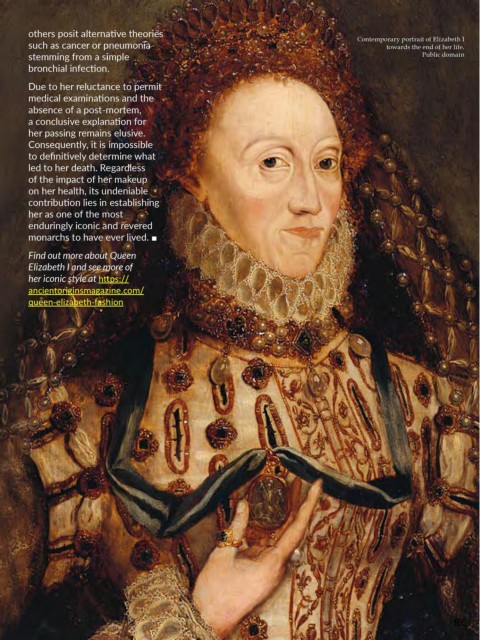 others posit alternative theories
such as cancer or pneumonia
stemming from a simple
bronchial infection.
Due to her reluctance to permit
medical examinations and the
absence of a post-mortem,
a conclusive explanation for
her passing remains elusive.
Consequently, it is impossible
to definitively determine what
led to her death. Regardless
of the impact of her makeup
on her health, its undeniable
contribution lies in establishing
her as one of the most
enduringly iconic and revered
monarchs to have ever lived. ■
Find out more about Queen
Elizabeth I and see more of
her iconic style at https://
ancientoriginsmagazine.com/
queen-elizabeth-fashion
Contemporary portrait of Elizabeth I
towards the end of her life.
Public domain